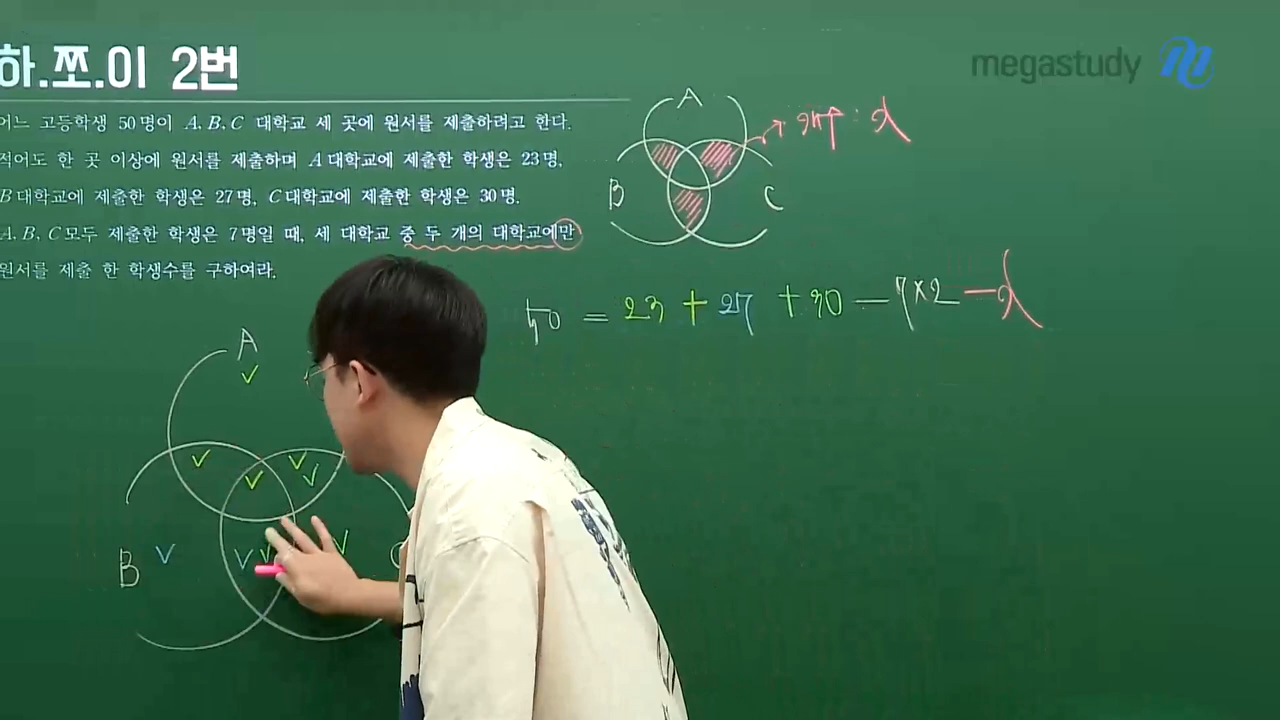 하.쪼.이 2번
megastudy
어느 고등학생 50명이 A, B, C 대학교 세 곳에 원서를 제출하려고 한다.
적어도 한 곳 이상에 원서를 제출하며 A대학교에 제출한 학생은 23명,
B대학교에 제출한 학생은 27명, C대학교에 제출한 학생은 30명.
A, B, C모두 제출한 학생은 7명일 때, 세 대학교 중 두 개의 대학교에만
원서를 제출 한 학생수를 구하여라.
A
B
C
50 = 23 + 27 + 30 - 7×2 - x
A
B